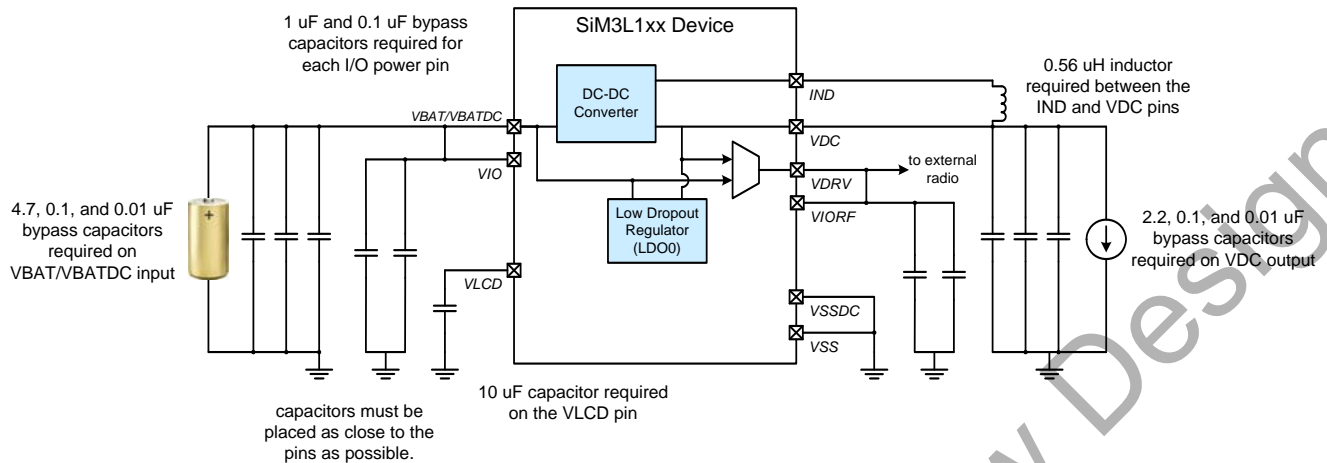 1 uF and 0.1 uF bypass
capacitors required for
each I/O power pin
SiM3L1xx Device
DC-DC
Converter
IND
0.56 uH inductor
required between the
IND and VDC pins
VBAT/VBATDC
VDC
VIO
VDRV
to external
radio
VIORF
Low Dropout
Regulator
(LDO0)
4.7, 0.1, and 0.01 uF
bypass capacitors
required on
VBAT/VBATDC input
+
2.2, 0.1, and 0.01 uF
bypass capacitors
required on VDC output
VLCD
VSSDC
VSS
10 uF capacitor required
on the VLCD pin
capacitors must be
placed as close to the
pins as possible.
Design